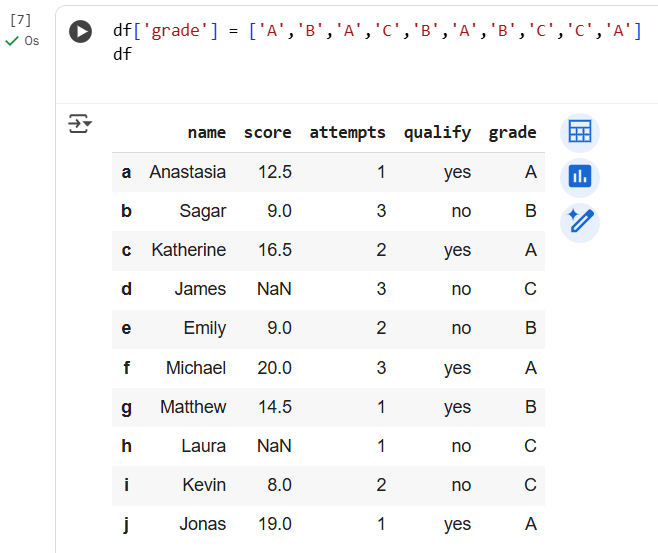 [7]
0s
df['grade'] = ['A','B','A','C','B','A','B','C','C','A']
df
name score attempts qualify grade
a Anastasia 12.5 1 yes A
b Sagar 9.0 3 no B
c Katherine 16.5 2 yes A
d James NaN 3 no C
e Emily 9.0 2 no B
f Michael 20.0 3 yes A
g Matthew 14.5 1 yes B
h Laura NaN 1 no C
i Kevin 8.0 2 no C
j Jonas 19.0 1 yes A